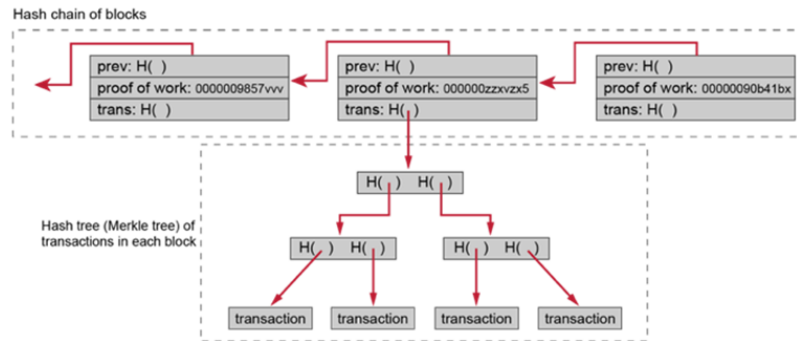 Hash chain of blocks
prev: H( )
proof of work: 0000009857vvv
trans: H( )
prev: H( )
proof of work: 000000zzxvzx5
trans: H( )
prev: H( )
proof of work: 00000090b41bx
trans: H( )
H( ) H( )
Hash tree (Merkle tree) of
transactions in each block
H( ) H( )
H( ) H( )
transaction
transaction
transaction
transaction